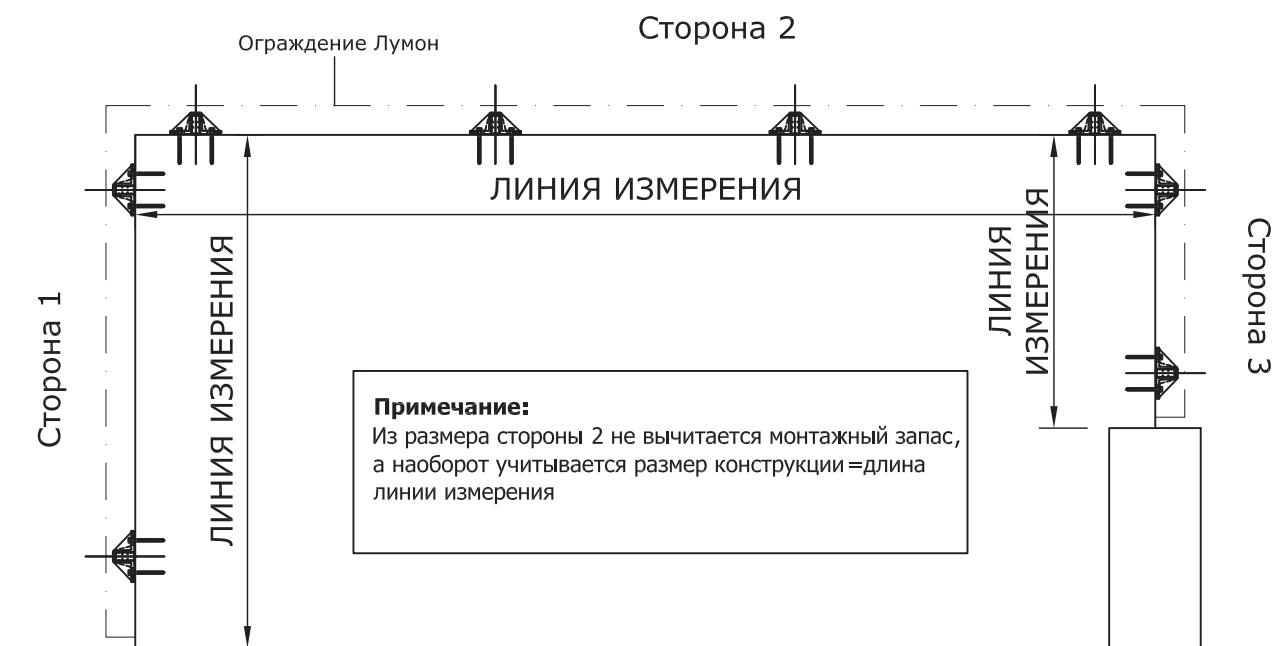 Сторона 2
Ограждение Лумон
ЛИНИЯ ИЗМЕРЕНИЯ
ЛИНИЯ
ИЗМЕРЕНИЯ
ЛИНИЯ ИЗМЕРЕНИЯ
Сторона 1
Сторона 3
Примечание:
Из размера стороны 2 не вычитается монтажный запас,
а наоборот учитывается размер конструкции=длина
линии измерения